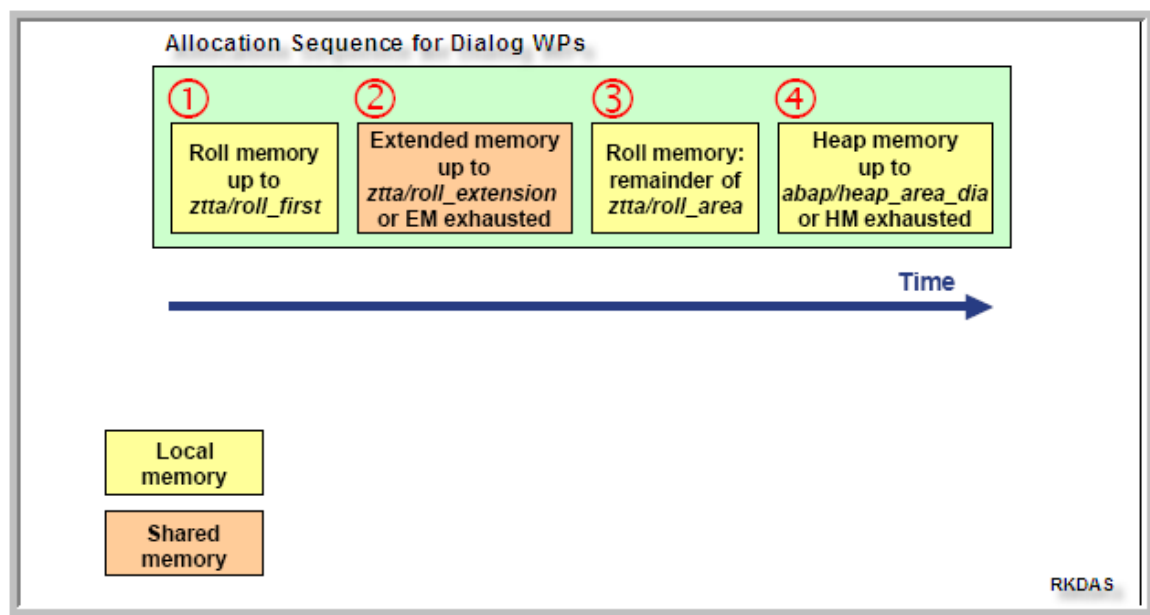 Allocation Sequence for Dialog WPs
1
Roll memory
up to
ztta/roll_first
2
Extended memory
up to
ztta/roll_extension
or EM exhausted
3
Roll memory:
remainder of
ztta/roll_area
4
Heap memory
up to
abap/heap_area_dia
or HM exhausted
Time
Local
memory
Shared
memory
RKDAS